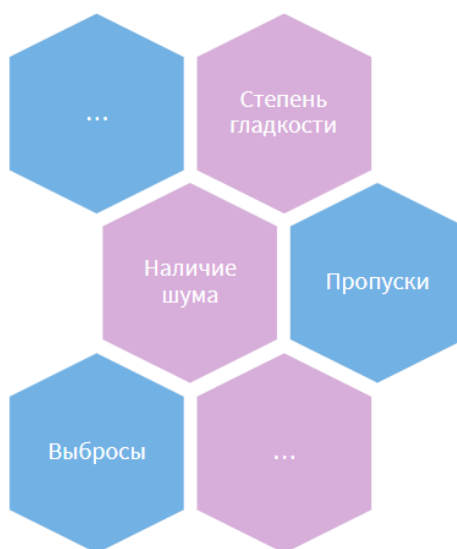 ...
Степень
гладкости
Наличие
шума
Пропуски
Выбросы
...